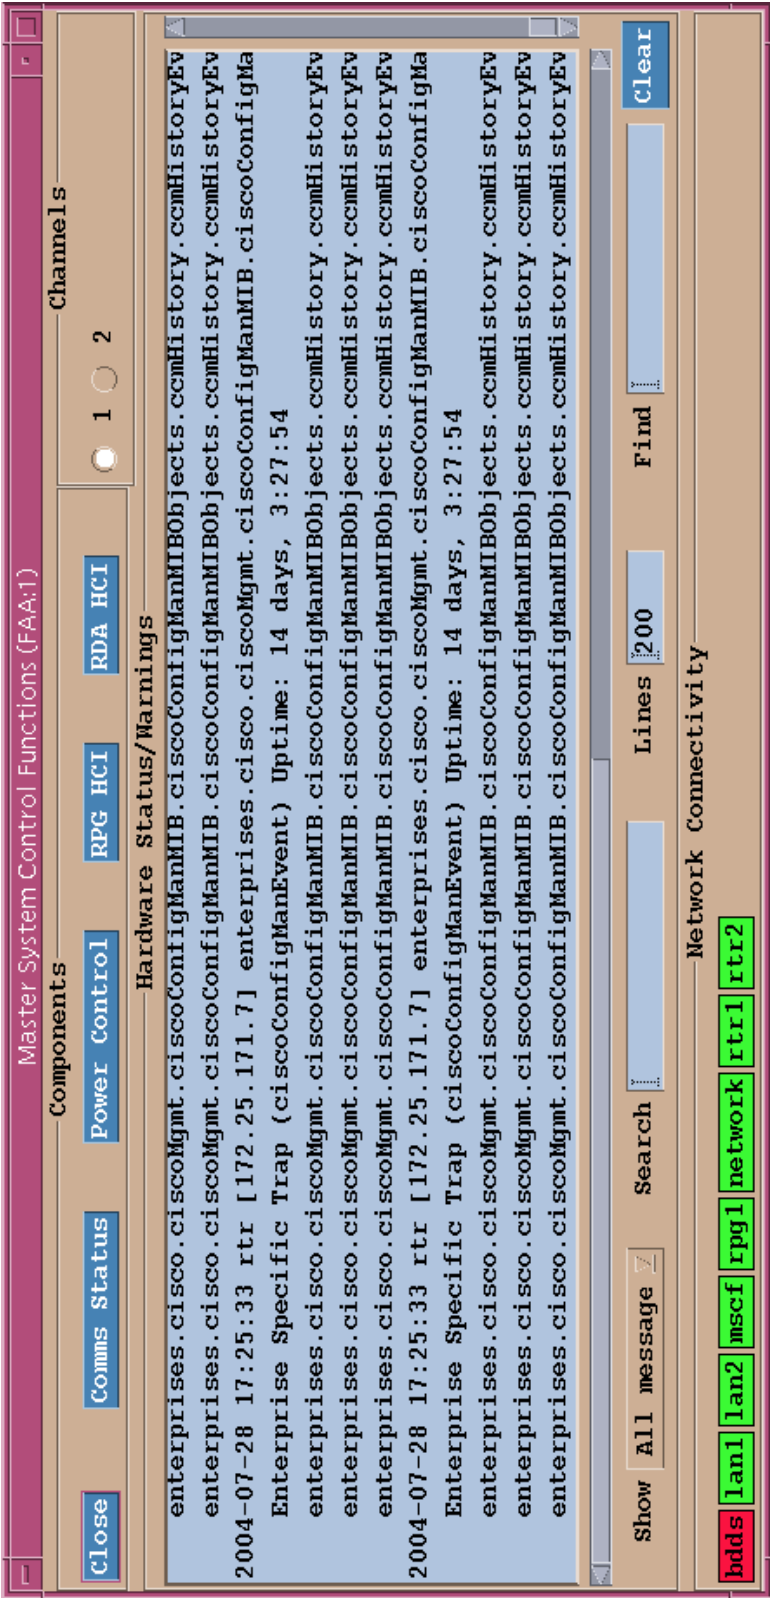 Master System Control Functions (FAA:1)
Components
Channels
Close
Comms Status
Power Control
RPG HCI
RDA HCI
1
2
Hardware Status/Warnings
enterprises.cisco.ciscoMgmt.ciscoConfigManMIB.ciscoConfigManMIBObjects.ccmHistory.ccmHistoryEv
enterprises.cisco.ciscoMgmt.ciscoConfigManMIB.ciscoConfigManMIBObjects.ccmHistory.ccmHistoryEv
2004-07-28 17:25:33 rtr [172.25.171.7] enterprises.cisco.ciscoMgmt.ciscoConfigManMIB.ciscoConfigMa
Enterprise Specific Trap (ciscoConfigManEvent) Uptime: 14 days, 3:27:54
enterprises.cisco.ciscoMgmt.ciscoConfigManMIB.ciscoConfigManMIBObjects.ccmHistory.ccmHistoryEv
enterprises.cisco.ciscoMgmt.ciscoConfigManMIB.ciscoConfigManMIBObjects.ccmHistory.ccmHistoryEv
enterprises.cisco.ciscoMgmt.ciscoConfigManMIB.ciscoConfigManMIBObjects.ccmHistory.ccmHistoryEv
2004-07-28 17:25:33 rtr [172.25.171.7] enterprises.cisco.ciscoMgmt.ciscoConfigManMIB.ciscoConfigMa
Enterprise Specific Trap (ciscoConfigManEvent) Uptime: 14 days, 3:27:54
enterprises.cisco.ciscoMgmt.ciscoConfigManMIB.ciscoConfigManMIBObjects.ccmHistory.ccmHistoryEv
enterprises.cisco.ciscoMgmt.ciscoConfigManMIB.ciscoConfigManMIBObjects.ccmHistory.ccmHistoryEv
enterprises.cisco.ciscoMgmt.ciscoConfigManMIB.ciscoConfigManMIBObjects.ccmHistory.ccmHistoryEv
Show All message Search Lines 200 Find Clear
Network Connectivity
bdds lan1 lan2 mscf rpg1 network rtr1 rtr2